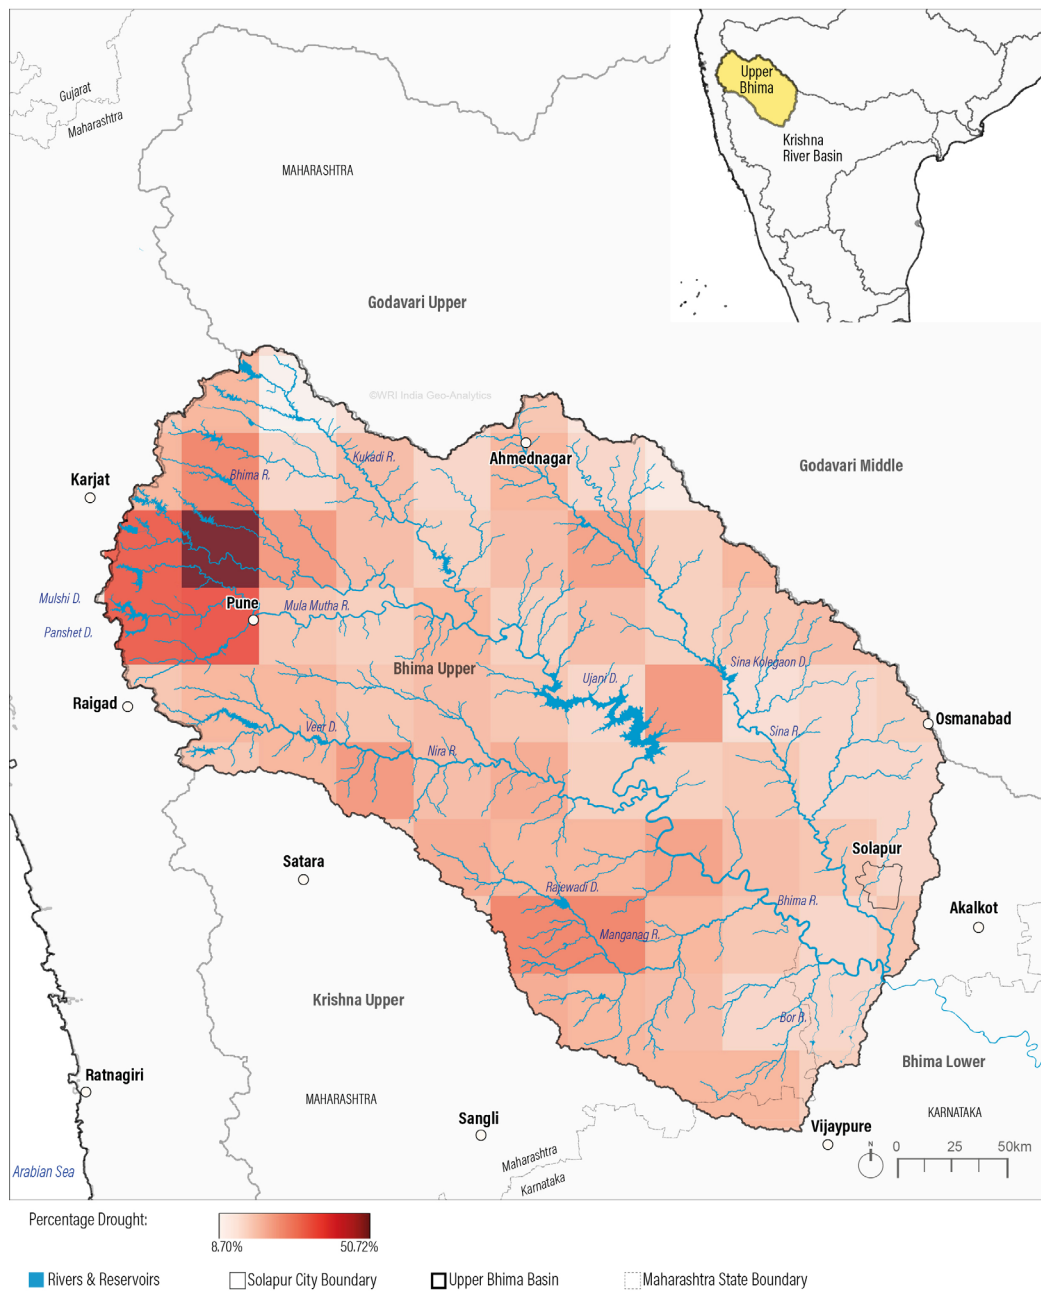 Gujarat
Maharashtra
MAHARASHTRA
Upper
Bhima
Krishna
River Basin
Godavari Upper
©WRI India Geo-Analytics
Ahmednagar
Godavari Middle
Kukadi R.
Bhima R.
Karjat
Mulshi D.
Pune
Mula Mutha R.
Panshet D.
Bhima Upper
Sina Kolegaon D.
Ujani D.
Raigad
Osmanabad
Veer D.
Sina R.
Nira R.
Satara
Solapur
Rajewadi D.
Bhima R.
Akalkot
Manganag R.
Krishna Upper
Bor R.
Bhima Lower
Ratnagiri
MAHARASHTRA
Sangli
KARNATAKA
Vijaypure
Maharashtra
Karnataka
N
0 25 50km
Arabian Sea
Percentage Drought:
8.70% 50.72%
Rivers & Reservoirs
Solapur City Boundary
Upper Bhima Basin
Maharashtra State Boundary